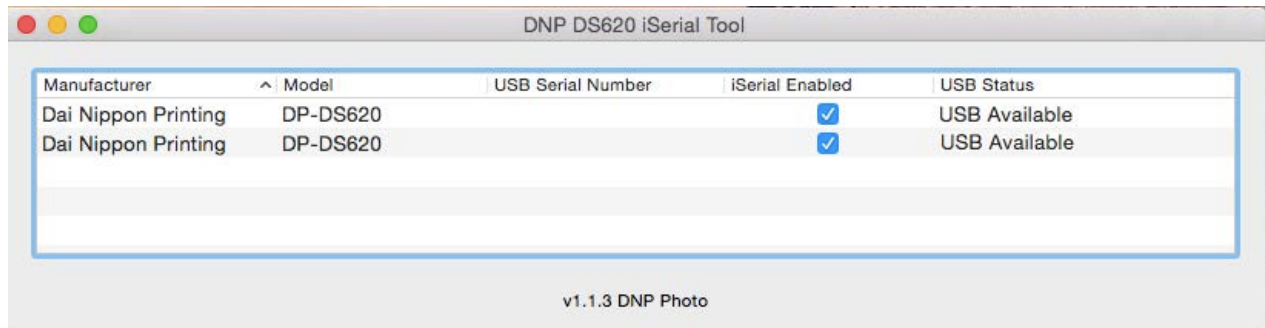 DNP DS620 iSerial Tool
Manufacturer Model USB Serial Number iSerial Enabled USB Status
Dai Nippon Printing DP-DS620 USB Available
Dai Nippon Printing DP-DS620 USB Available
v1.1.3 DNP Photo